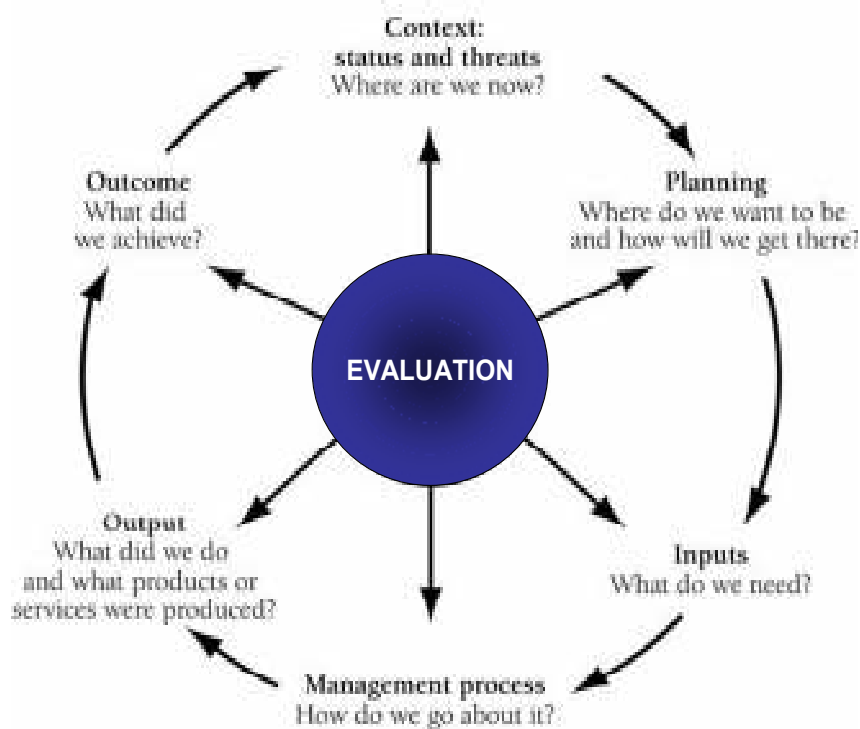 Context:
status and threats
Where are we now?
Planning
Where do we want to be
and how will we get there?
Inputs
What do we need?
Management process
How do we go about it?
Output
What did we do
and what products or
services were produced?
Outcome
What did
we achieve?
EVALUATION